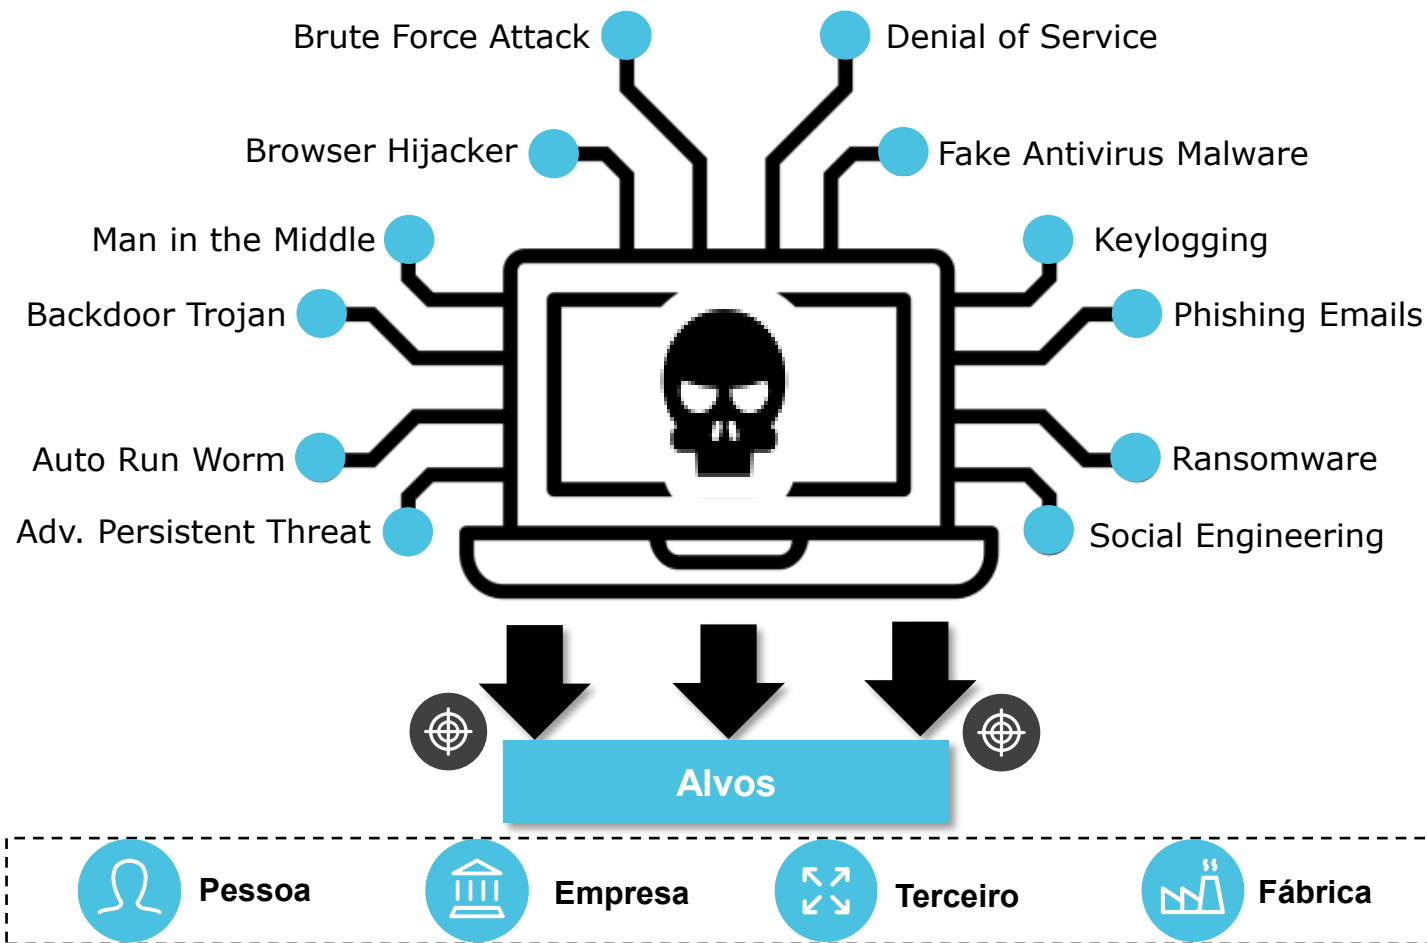 Brute Force Attack
Denial of Service
Browser Hijacker
Fake Antivirus Malware
Man in the Middle
Keylogging
Backdoor Trojan
Phishing Emails
Auto Run Worm
Ransomware
Adv. Persistent Threat
Social Engineering
Alvos
Pessoa
Empresa
Terceiro
Fábrica